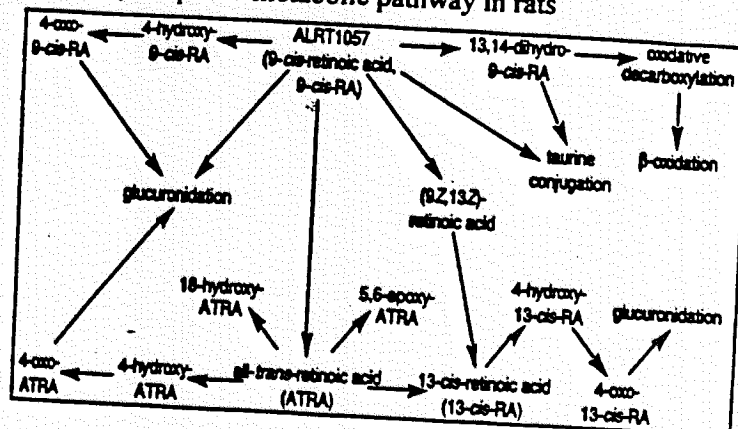 metabolic pathway in rats
4-oxo-
9-cis-RA
4-hydroxy-
9-cis-RA
ALRT1057
(9-cis-retinoic acid,
9-cis-RA)
13,14-dihydro-
9-cis-RA
oxidative
decarboxylation
glucuronidation
taurine
conjugation
β-oxidation
(9Z,13Z)-
retinoic acid
18-hydroxy-
ATRA
5,6-epoxy-
ATRA
4-hydroxy-
13-cis-RA
glucuronidation
4-oxo-
ATRA
4-hydroxy-
ATRA
all-trans-retinoic acid
(ATRA)
13-cis-retinoic acid
(13-cis-RA)
4-oxo-
13-cis-RA